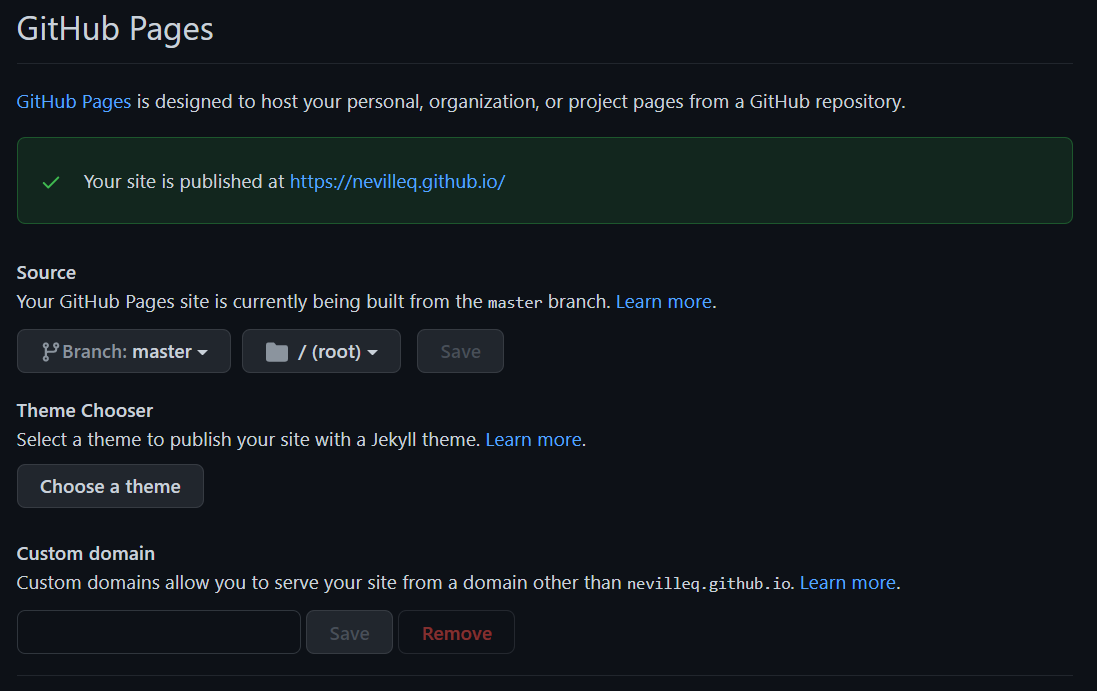 GitHub Pages
GitHub Pages is designed to host your personal, organization, or project pages from a GitHub repository.
Your site is published at https://nevilleq.github.io/
Source
Your GitHub Pages site is currently being built from the master branch. Learn more.
Branch: master / (root) Save
Theme Chooser
Select a theme to publish your site with a Jekyll theme. Learn more.
Choose a theme
Custom domain
Custom domains allow you to serve your site from a domain other than nevilleq.github.io. Learn more.
Save Remove